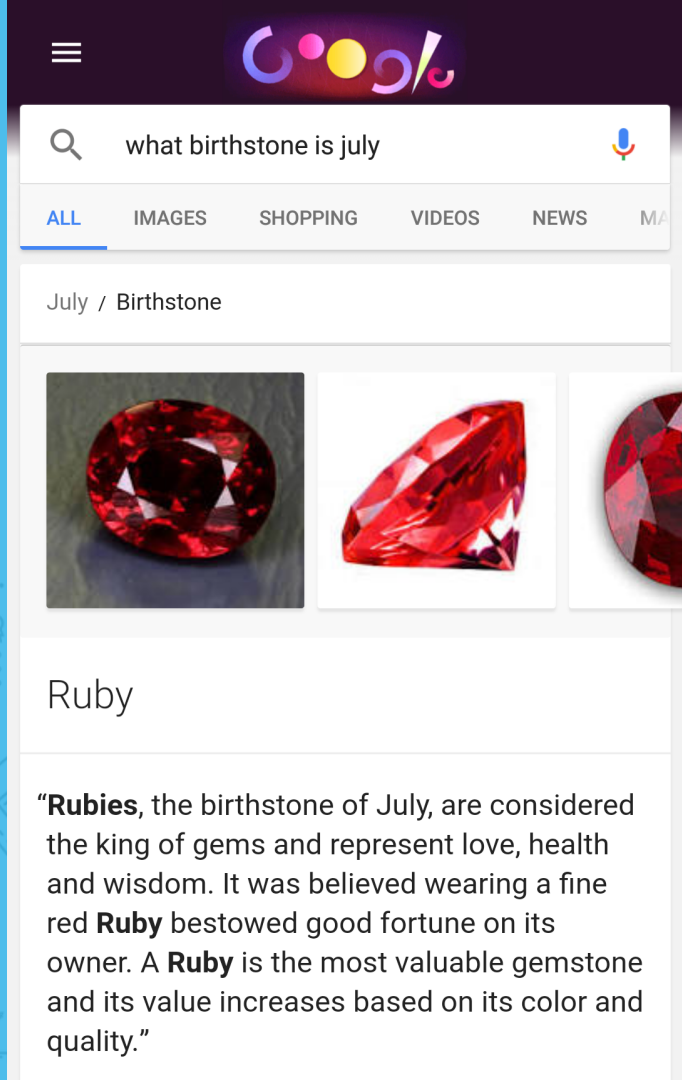 Google
what birthstone is july
ALL IMAGES SHOPPING VIDEOS NEWS MA
July / Birthstone
Ruby
“Rubies, the birthstone of July, are considered
the king of gems and represent love, health
and wisdom. It was believed wearing a fine
red Ruby bestowed good fortune on its
owner. A Ruby is the most valuable gemstone
and its value increases based on its color and
quality.”